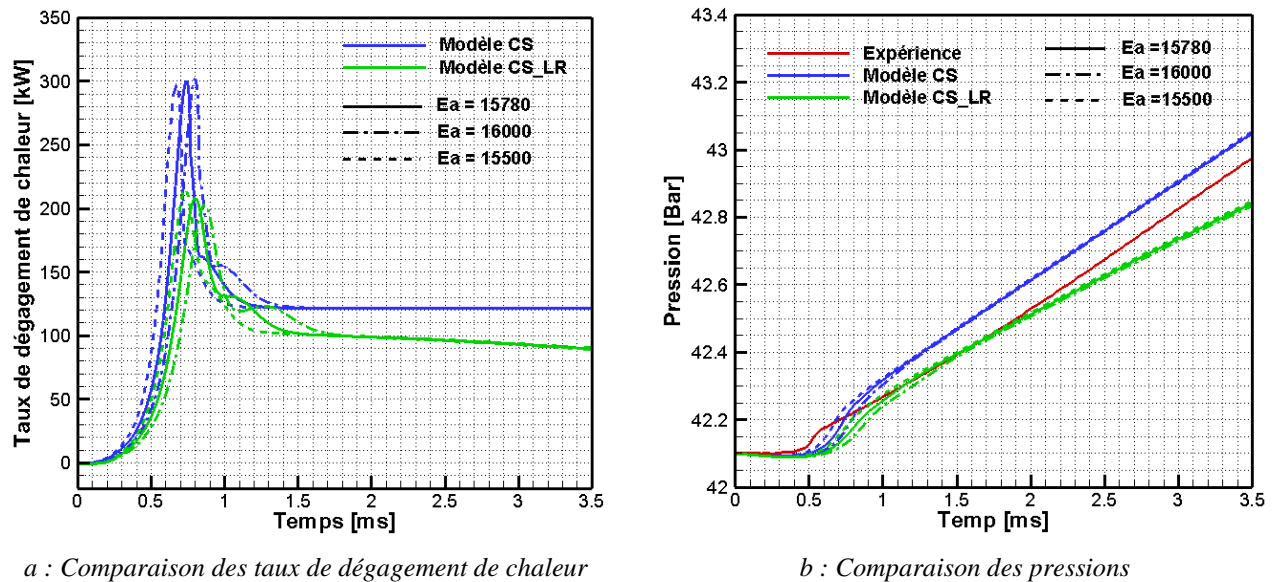 350
300
250
200
150
100
50
0
Taux de dégagement de chaleur [kW]
Modèle CS
Modèle CS_LR
Ea = 15780
Ea = 16000
Ea = 15500
0 0.5 1 1.5 2 2.5 3 3.5
Temps [ms]
a : Comparaison des taux de dégagement de chaleur
43.4
43.2
43
42.8
42.6
42.4
42.2
42
Pression [Bar]
Expérience
Modèle CS
Modèle CS_LR
Ea =15780
Ea =16000
Ea =15500
0 0.5 1 1.5 2 2.5 3 3.5
Temp [ms]
b : Comparaison des pressions